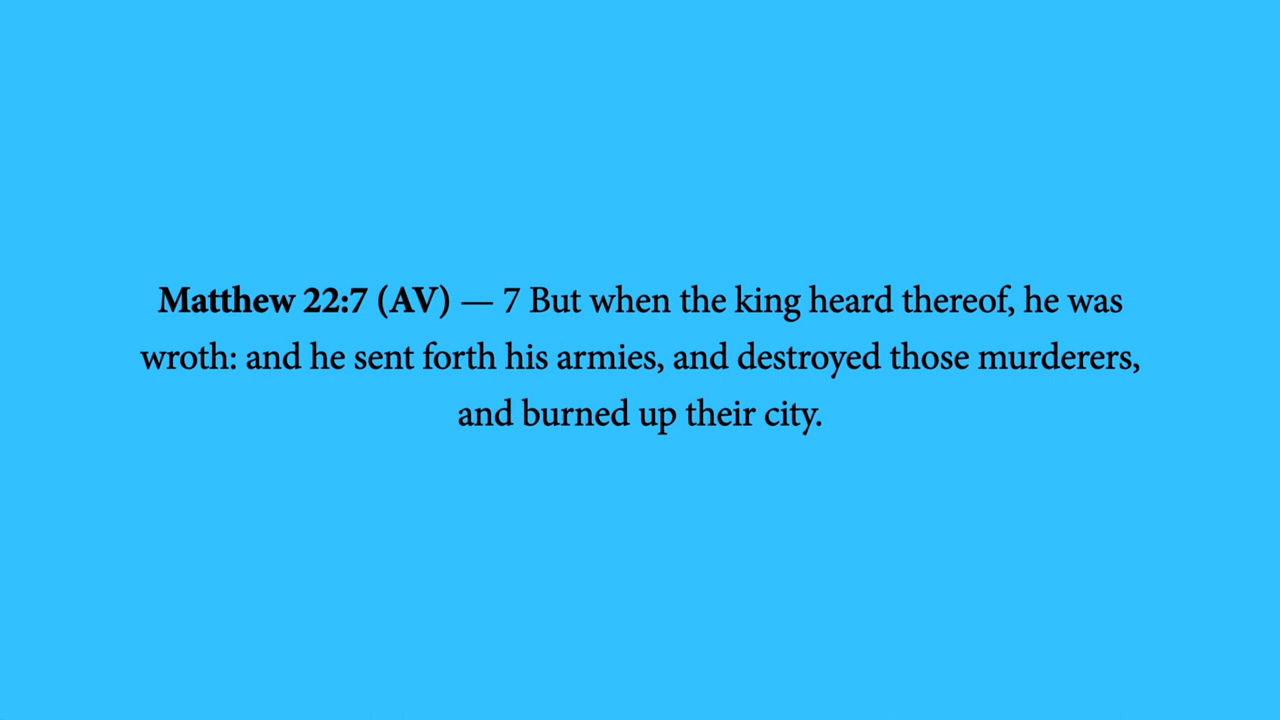 Matthew 22:7 (AV) — 7 But when the king heard thereof, he was
wroth: and he sent forth his armies, and destroyed those murderers,
and burned up their city.